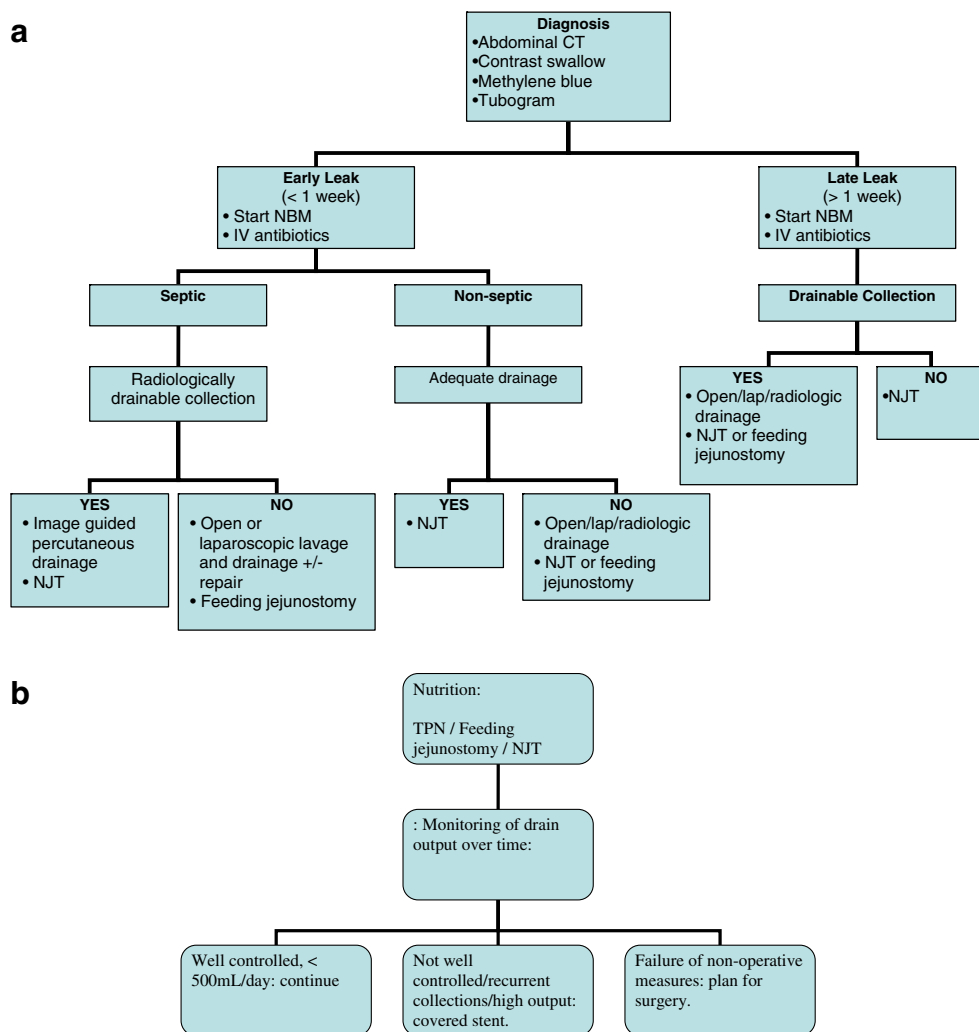 a
Diagnosis
•Abdominal CT
•Contrast swallow
•Methylene blue
•Tubogram
Early Leak
(< 1 week)
• Start NBM
• IV antibiotics
Late Leak
(> 1 week)
• Start NBM
• IV antibiotics
Septic
Non-septic
Drainable Collection
Radiologically
drainable collection
Adequate drainage
YES
• Open/lap/radiologic
drainage
• NJT or feeding
jejunostomy
NO
•NJT
YES
• Image guided
percutaneous
drainage
• NJT
NO
• Open or
laparoscopic lavage
and drainage +/-
repair
• Feeding jejunostomy
YES
• NJT
NO
• Open/lap/radiologic
drainage
• NJT or feeding
jejunostomy
b
Nutrition:
TPN / Feeding
jejunostomy / NJT
: Monitoring of drain
output over time:
Well controlled, <
500mL/day: continue
Not well
controlled/recurrent
collections/high output:
covered stent.
Failure of non-operative
measures: plan for
surgery.